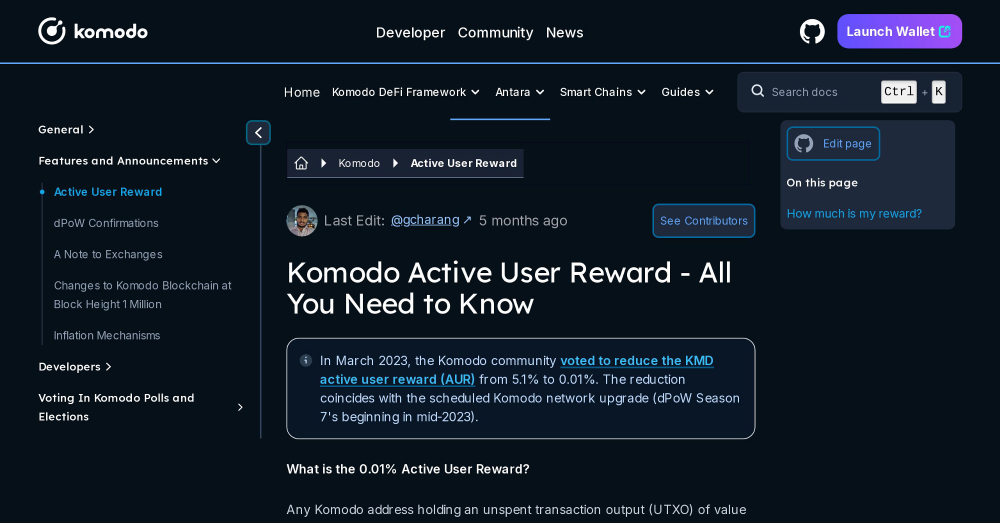 komodo
Developer Community News
Launch Wallet
Home Komodo DeFi Framework Antara Smart Chains Guides
Search docs Ctrl + K
General
Features and Announcements
Active User Reward
dPoW Confirmations
A Note to Exchanges
Changes to Komodo Blockchain at
Block Height 1 Million
Inflation Mechanisms
Developers
Voting In Komodo Polls and
Elections
Komodo Active User Reward
Last Edit: @gcharang ↗ 5 months ago
See Contributors
Komodo Active User Reward - All
You Need to Know
In March 2023, the Komodo community voted to reduce the KMD
active user reward (AUR) from 5.1% to 0.01%. The reduction
coincides with the scheduled Komodo network upgrade (dPoW Season
7's beginning in mid-2023).
What is the 0.01% Active User Reward?
Any Komodo address holding an unspent transaction output (UTXO) of value
Edit page
On this page
How much is my reward?